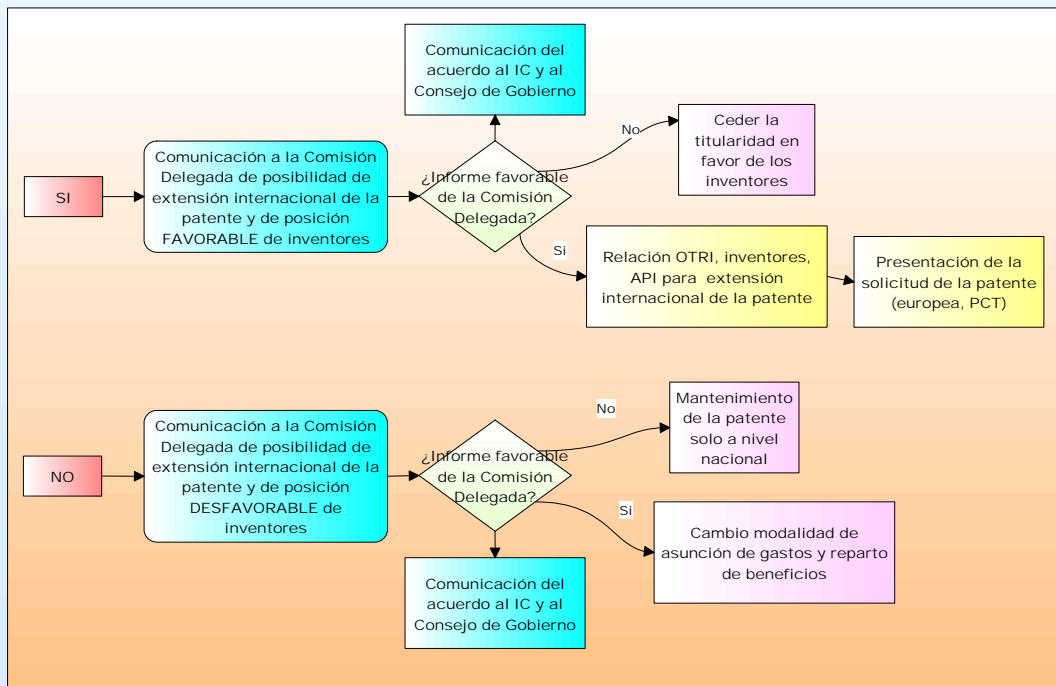 Comunicación del
acuerdo al IC y al
Consejo de Gobierno
No
Ceder la
titularidad en
favor de los
inventores
SI
Comunicación a la Comisión
Delegada de posibilidad de
extensión internacional de la
patente y de posición
FAVORABLE de inventores
¿Informe favorable
de la Comisión
Delegada?
Si
Relación OTRI, inventores,
API para extensión
internacional de la patente
Presentación de la
solicitud de la patente
(europea, PCT)
NO
Comunicación a la Comisión
Delegada de posibilidad de
extensión internacional de la
patente y de posición
DESFAVORABLE de
inventores
¿Informe favorable
de la Comisión
Delegada?
No
Mantenimiento
de la patente
solo a nivel
nacional
Si
Cambio modalidad de
asunción de gastos y reparto
de beneficios
Comunicación del
acuerdo al IC y al
Consejo de Gobierno